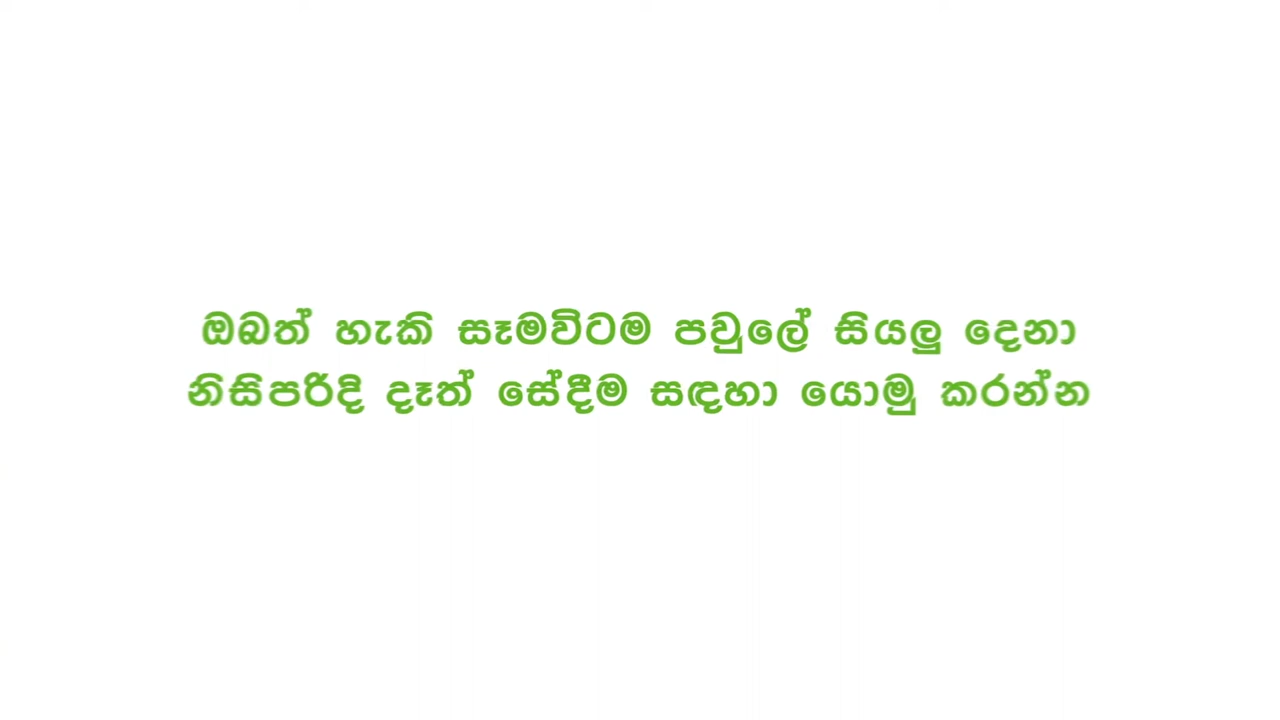 ඔබත් හැකි සෑමවිටම පවුලේ සියලු දෙනා
නිසිපරිදි දෑත් සේදීම සඳහා යොමු කරන්න